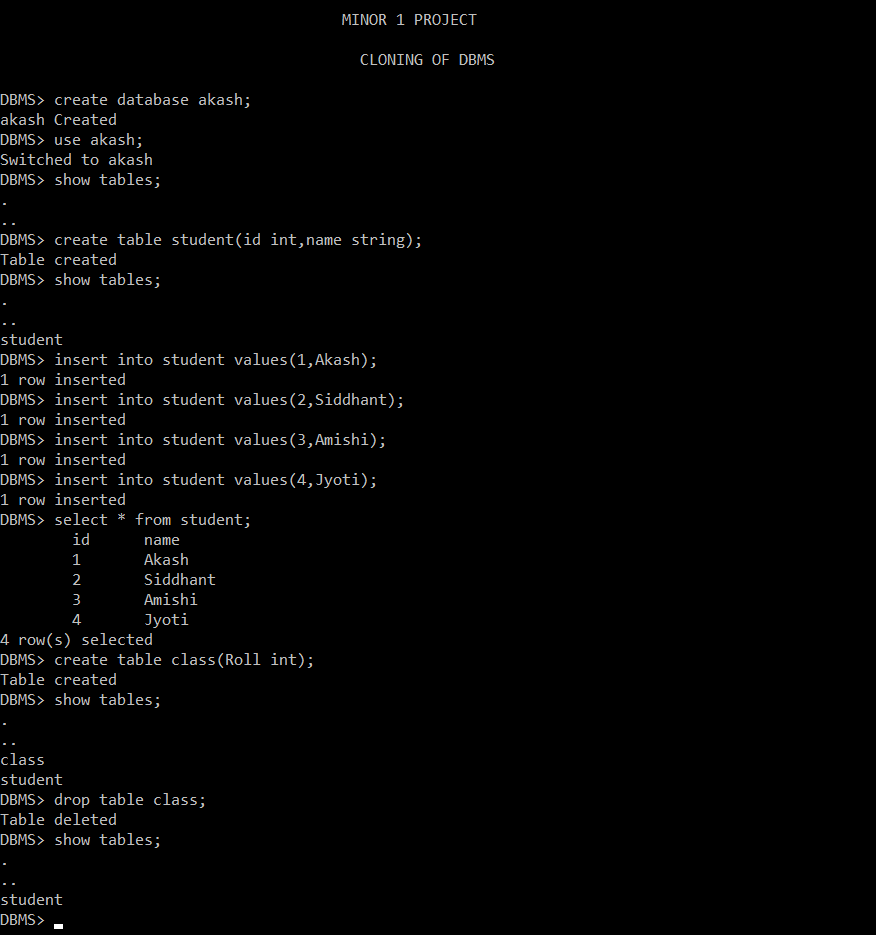 MINOR 1 PROJECT
CLONING OF DBMS
DBMS> create database akash;
akash Created
DBMS> use akash;
Switched to akash
DBMS> show tables;
.
..
DBMS> create table student(id int,name string);
Table created
DBMS> show tables;
.
..
student
DBMS> insert into student values(1,Akash);
1 row inserted
DBMS> insert into student values(2,Siddhant);
1 row inserted
DBMS> insert into student values(3,Amishi);
1 row inserted
DBMS> insert into student values(4,Jyoti);
1 row inserted
DBMS> select * from student;
id name
1 Akash
2 Siddhant
3 Amishi
4 Jyoti
4 row(s) selected
DBMS> create table class(Roll int);
Table created
DBMS> show tables;
.
..
class
student
DBMS> drop table class;
Table deleted
DBMS> show tables;
.
..
student
DBMS>